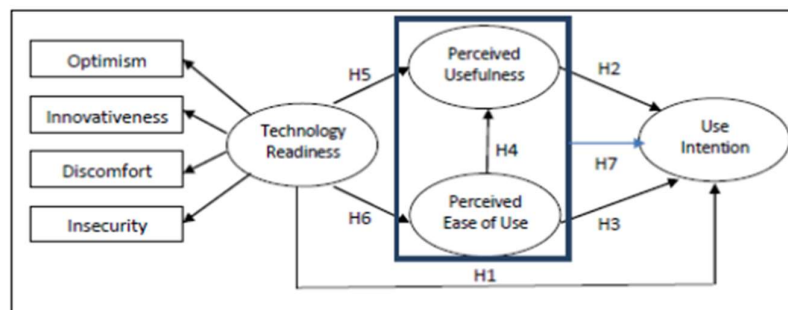 Optimism
Innovativeness
Discomfort
Insecurity
Technology
Readiness
H5
H6
Perceived
Usefulness
H4
Perceived
Ease of Use
H2
H7
H3
Use
Intention
H1